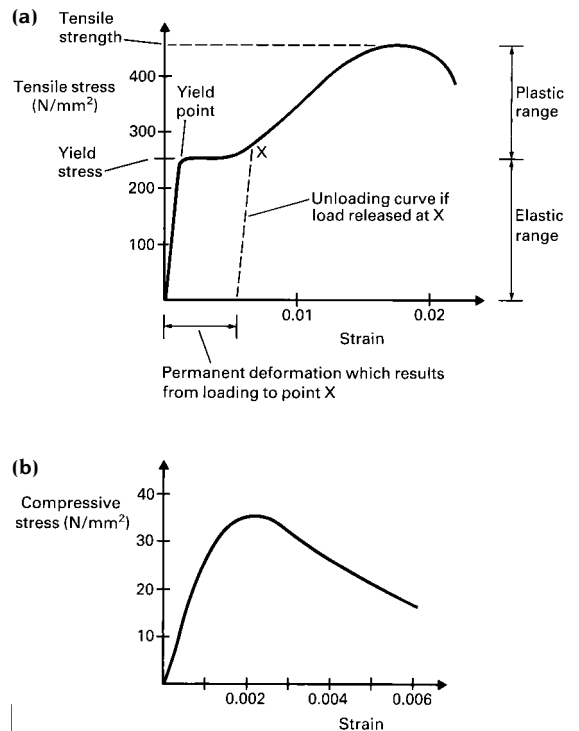 (a)
Tensile
strength
Tensile stress
(N/mm²)
400
300
200
100
Yield
point
Yield
stress
X
Unloading curve if
load released at X
Plastic
range
Elastic
range
0.01
0.02
Strain
Permanent deformation which results
from loading to point X
(b)
Compressive
stress (N/mm²)
40
30
20
10
0.002
0.004
0.006
Strain